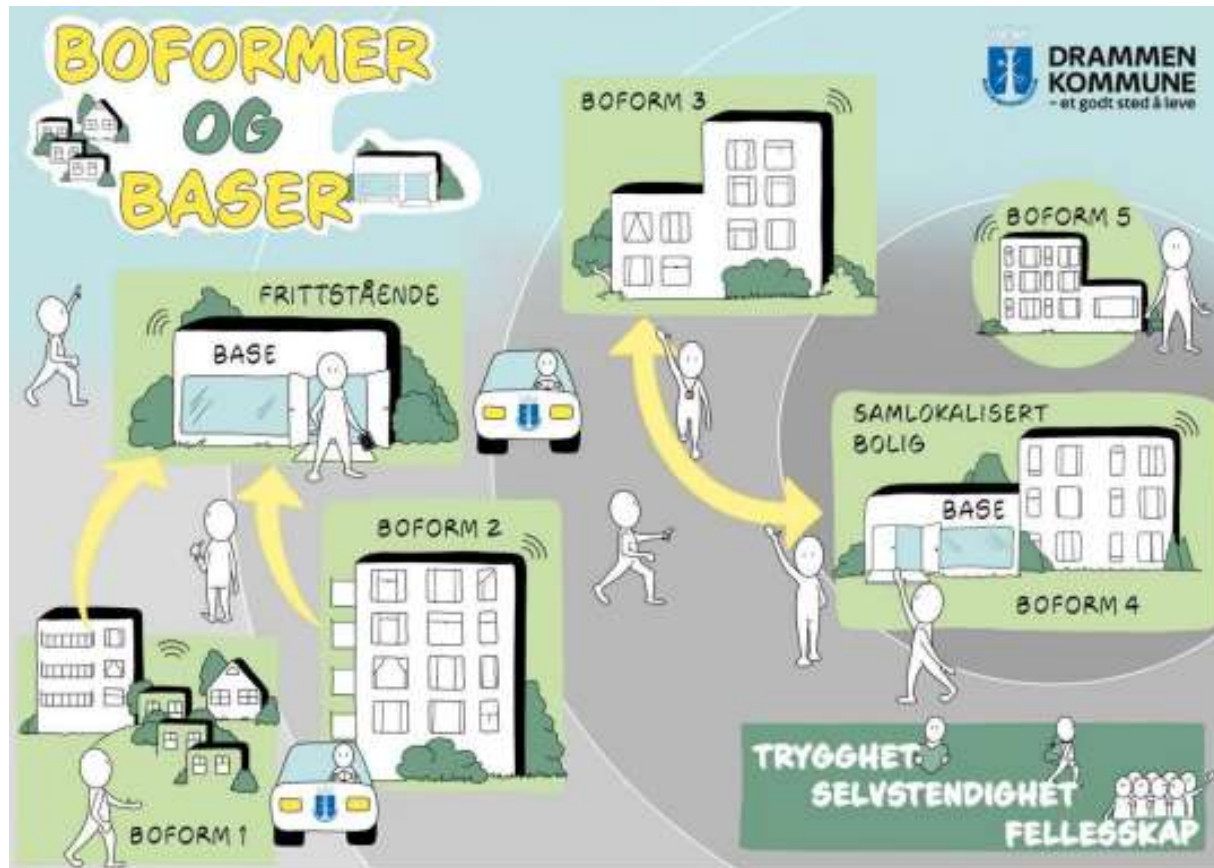 BOFORMER
OG
BASER
DRAMMEN
KOMMUNE
- et godt sted å leve
BOFORM 3
BOFORM 5
FRITTSTÅENDE
BASE
SAMLOKALISERT
BOLIG
BASE
BOFORM 2
BOFORM 4
BOFORM 1
TRYGGHET
SELVSTENDIGHET
FELLESSKAP